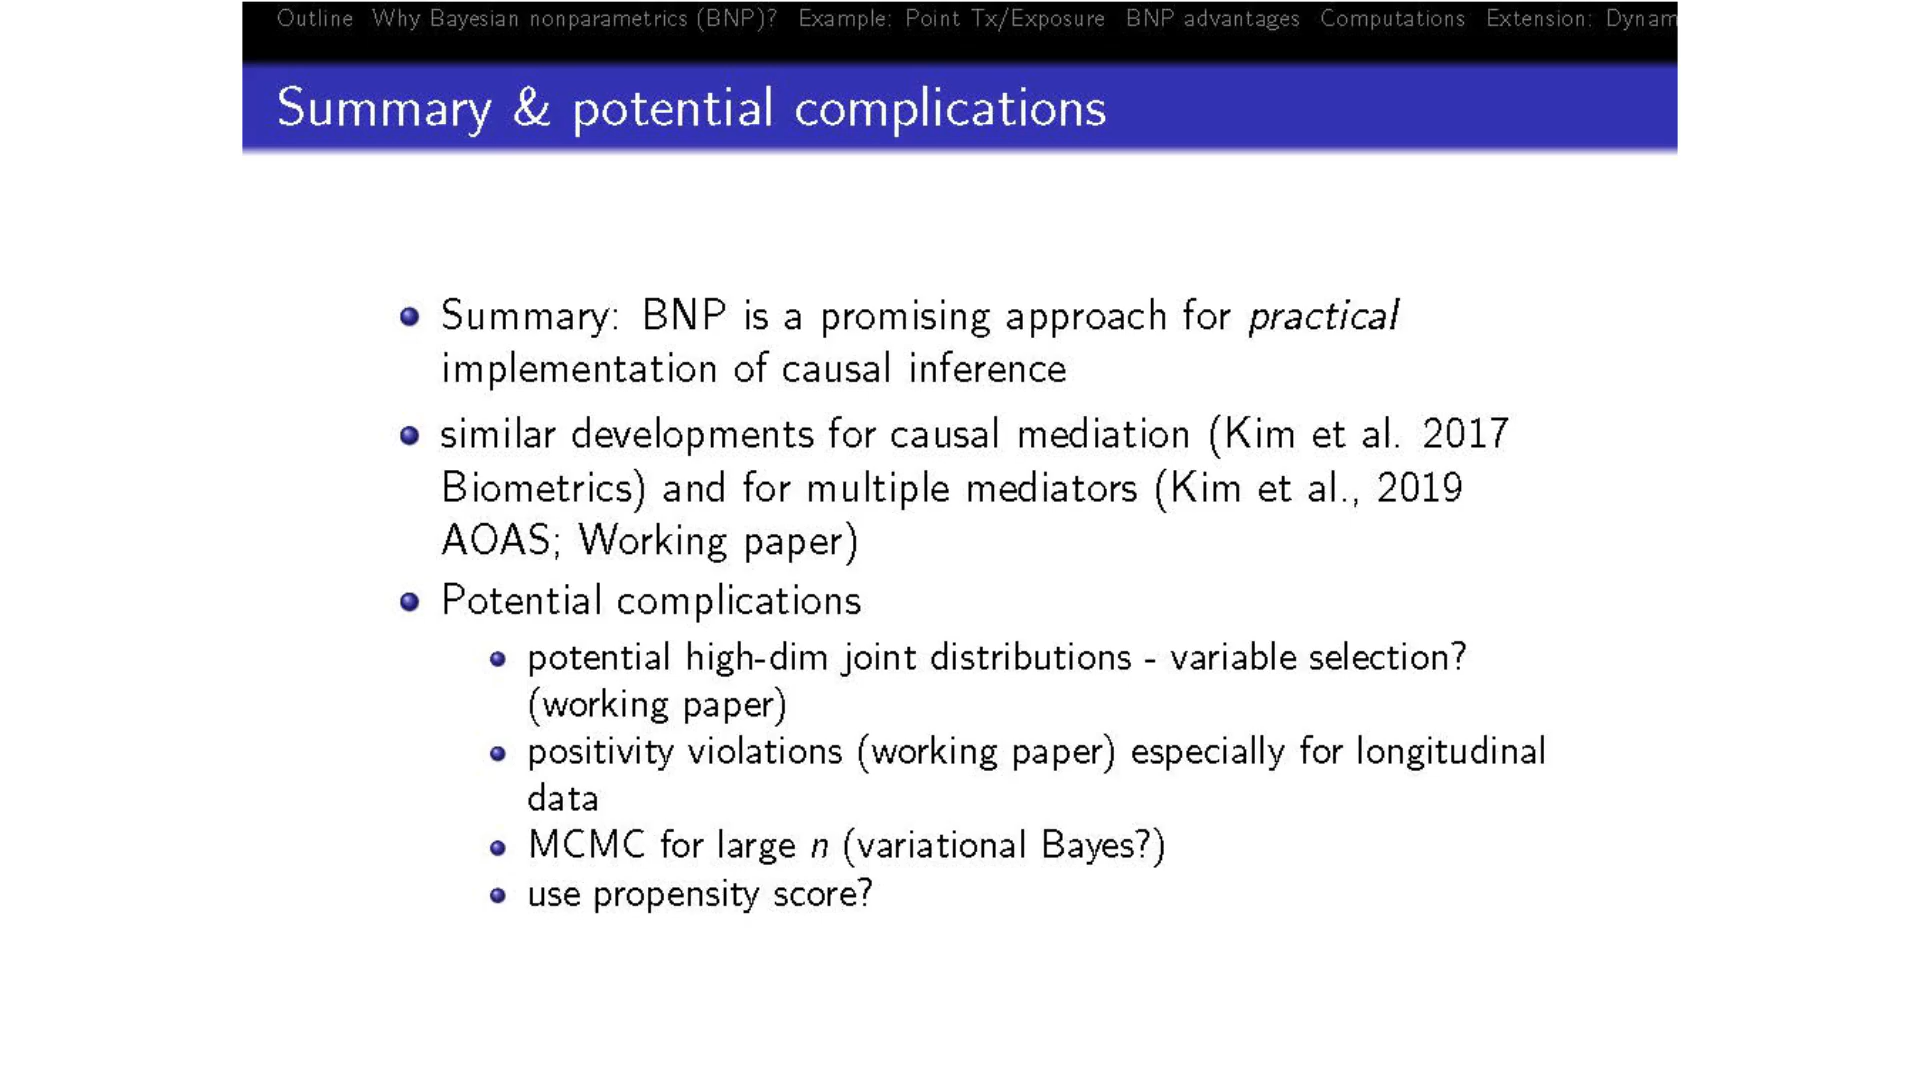 Outline Why Bayesian nonparametrics (BNP)? Example: Point Tx/Exposure BNP advantages Computations Extension: Dynam
Summary & potential complications
Summary: BNP is a promising approach for practical
implementation of causal inference
similar developments for causal mediation (Kim et al. 2017
Biometrics) and for multiple mediators (Kim et al., 2019
AOAS; Working paper)
Potential complications
potential high-dim joint distributions - variable selection?
(working paper)
positivity violations (working paper) especially for longitudinal
data
MCMC for large n (variational Bayes?)
use propensity score?